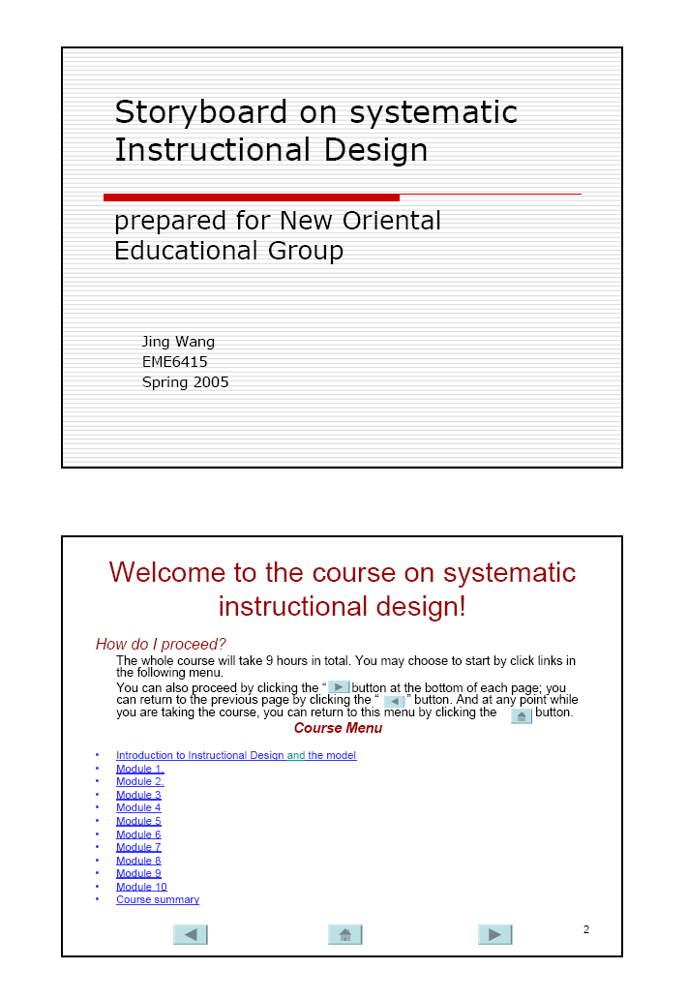 Storyboard on systematic
Instructional Design
prepared for New Oriental
Educational Group
Jing Wang
EME6415
Spring 2005
Welcome to the course on systematic
instructional design!
How do I proceed?
The whole course will take 9 hours in total. You may choose to start by click links in
the following menu.
You can also proceed by clicking the “ button at the bottom of each page; you
can return to the previous page by clicking the “ ” button. And at any point while
you are taking the course, you can return to this menu by clicking the button.
Course Menu
• Introduction to Instructional Design and the model
• Module 1.
• Module 2.
• Module 3
• Module 4
• Module 5
• Module 6
• Module 7
• Module 8
• Module 9
• Module 10
• Course summary
2